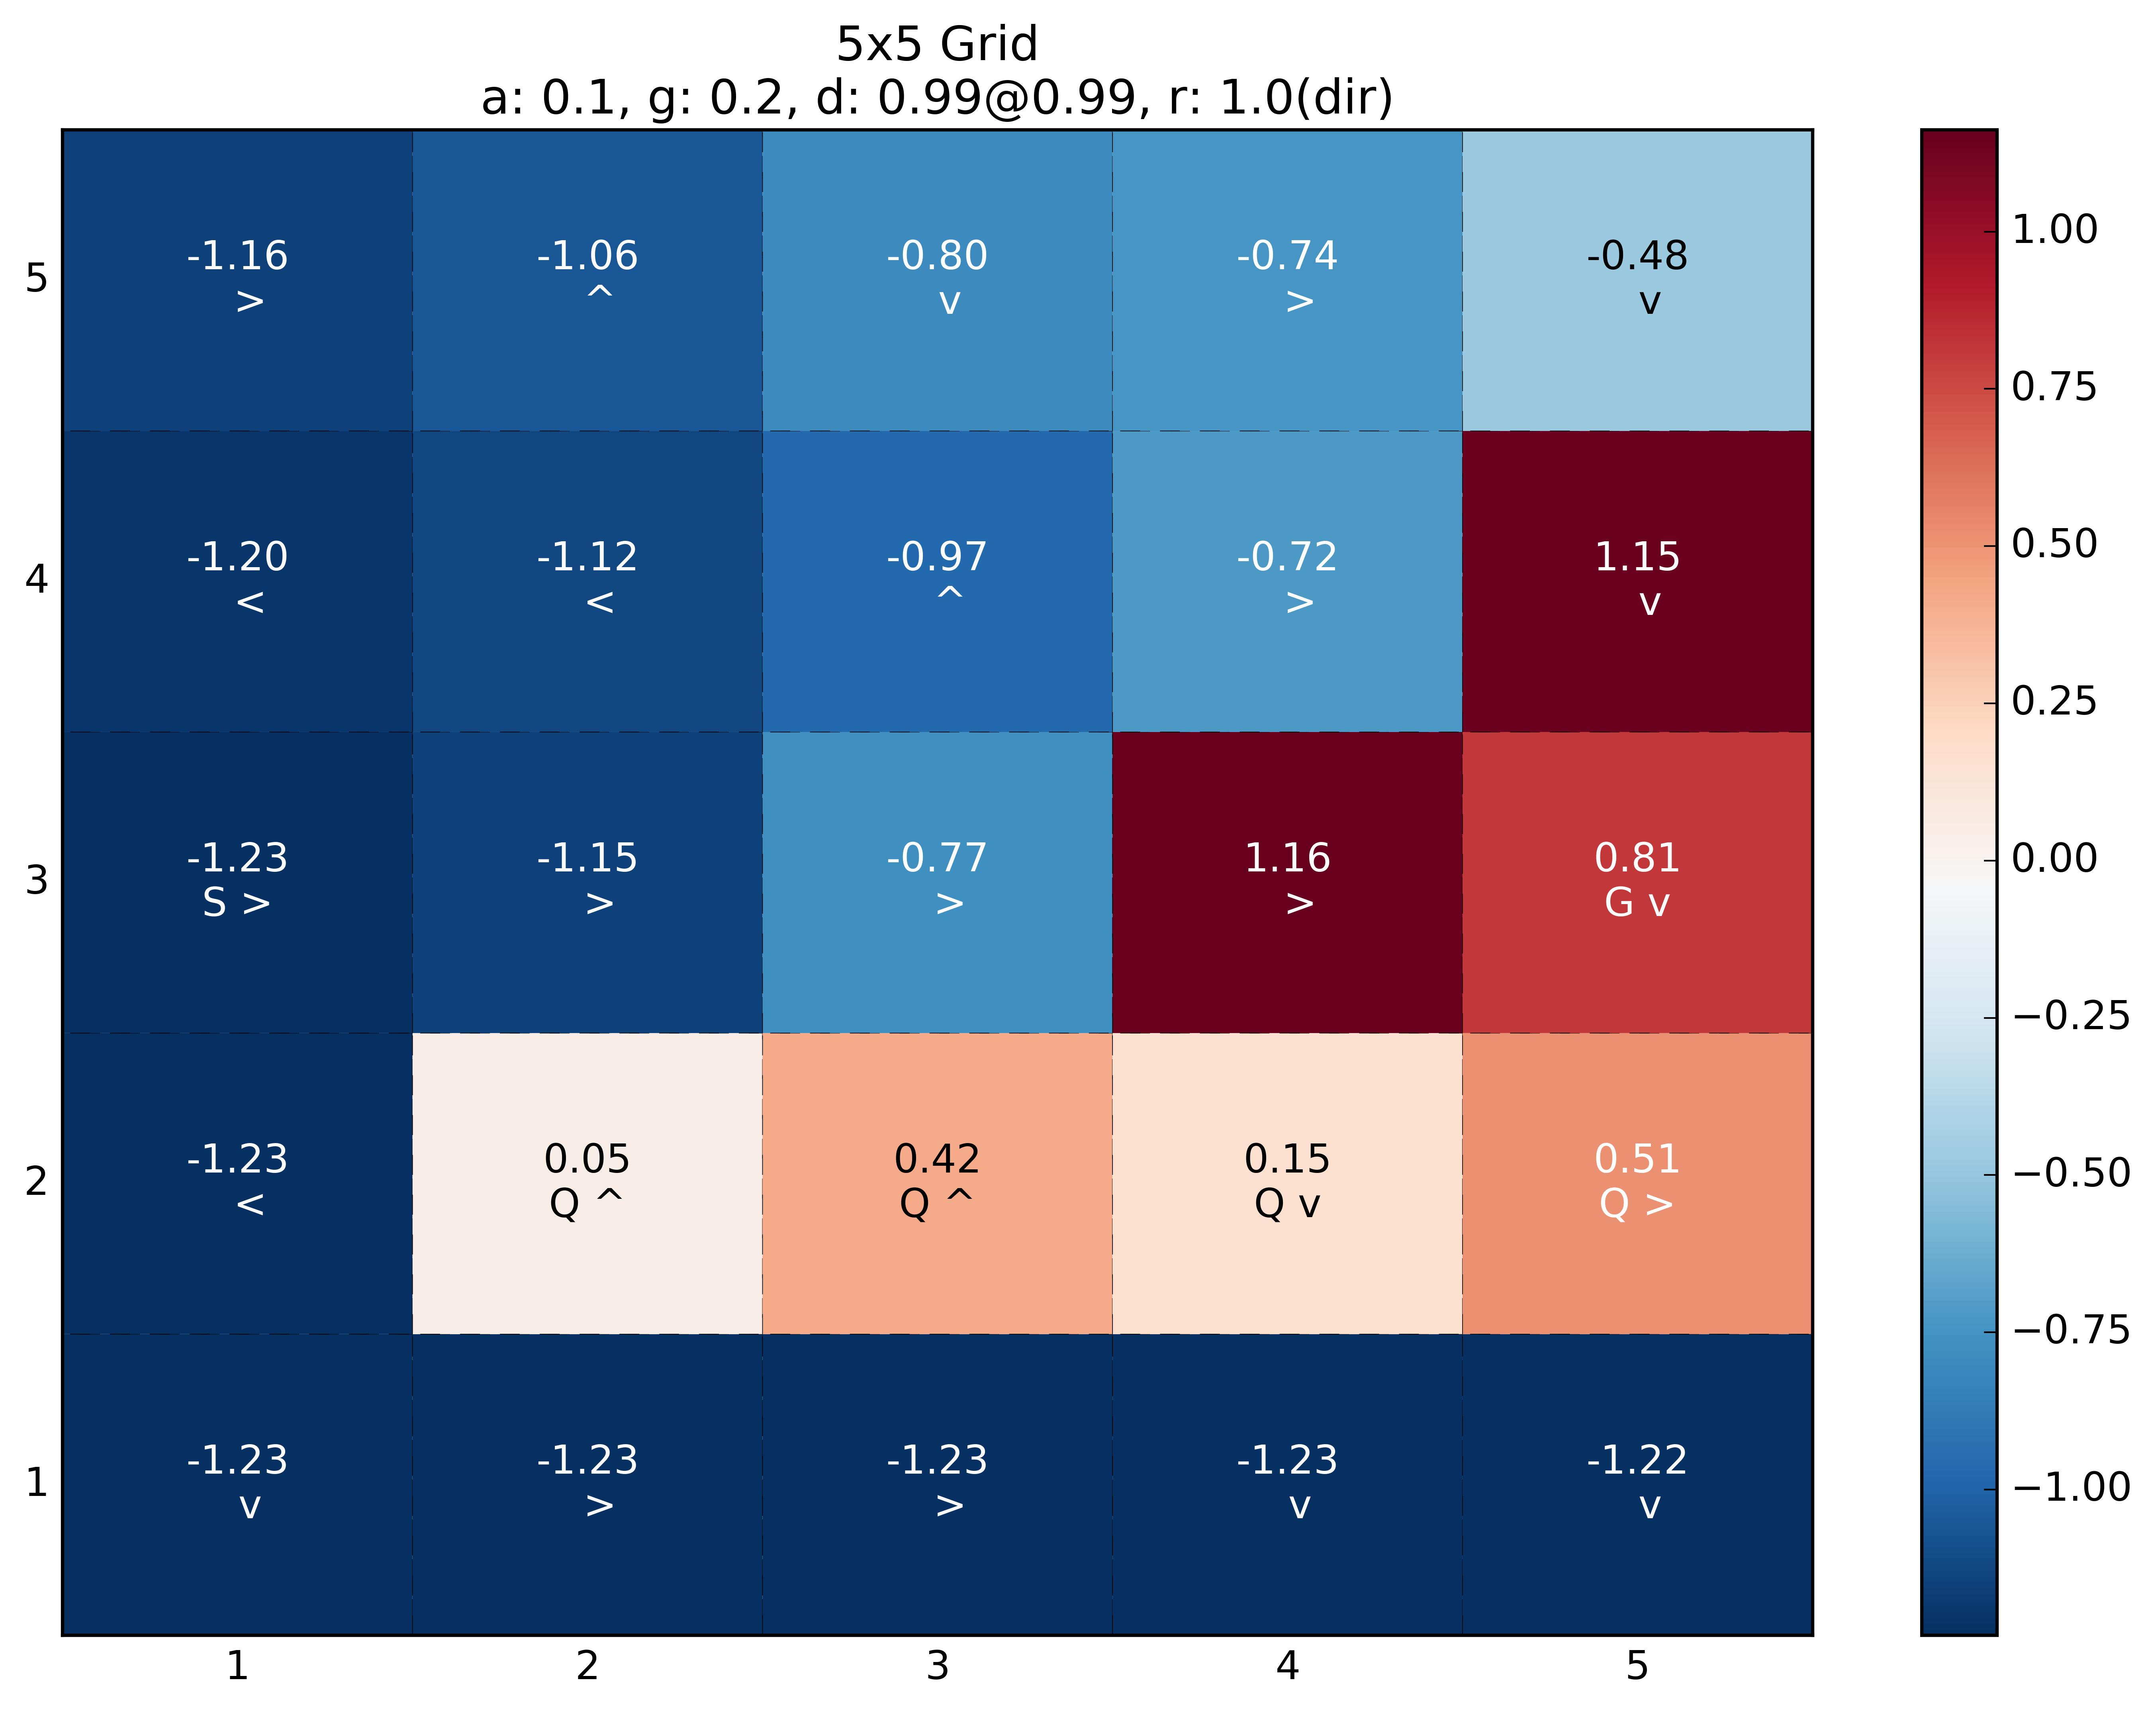 5x5 Grid
a: 0.1, g: 0.2, d: 0.99@0.99, r: 1.0(dir)
5 -1.16 -1.06 -0.80 -0.74 -0.48
> ^ v > v
4 -1.20 -1.12 -0.97 -0.72 1.15
< < ^ > v
3 -1.23 -1.15 -0.77 1.16 0.81
S > > > > G v
2 -1.23 0.05 0.42 0.15 0.51
< Q ^ Q ^ Q v Q >
1 -1.23 -1.23 -1.23 -1.23 -1.22
v > > v v
1 2 3 4 5
1.00
0.75
0.50
0.25
0.00
−0.25
−0.50
−0.75
−1.00